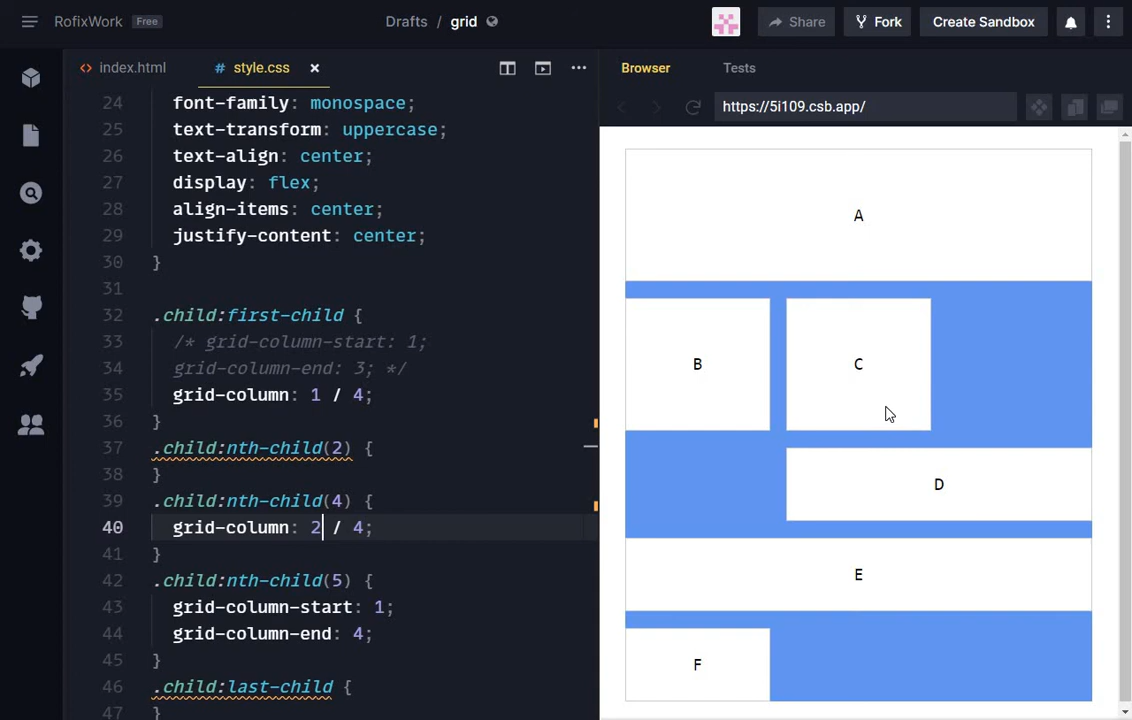 RofixWork Free Drafts / grid Share Fork Create Sandbox
index.html # style.css Browser Tests
https://5i109.csb.app/
24 font-family: monospace;
25 text-transform: uppercase;
26 text-align: center;
27 display: flex;
28 align-items: center;
29 justify-content: center;
30 }
31
32 .child:first-child {
33 /* grid-column-start: 1;
34 grid-column-end: 3; */
35 grid-column: 1 / 4;
36 }
37 .child:nth-child(2) {
38 }
39 .child:nth-child(4) {
40 grid-column: 2 / 4;
41 }
42 .child:nth-child(5) {
43 grid-column-start: 1;
44 grid-column-end: 4;
45 }
46 .child:last-child {
47 }
A
B C
D
E
F